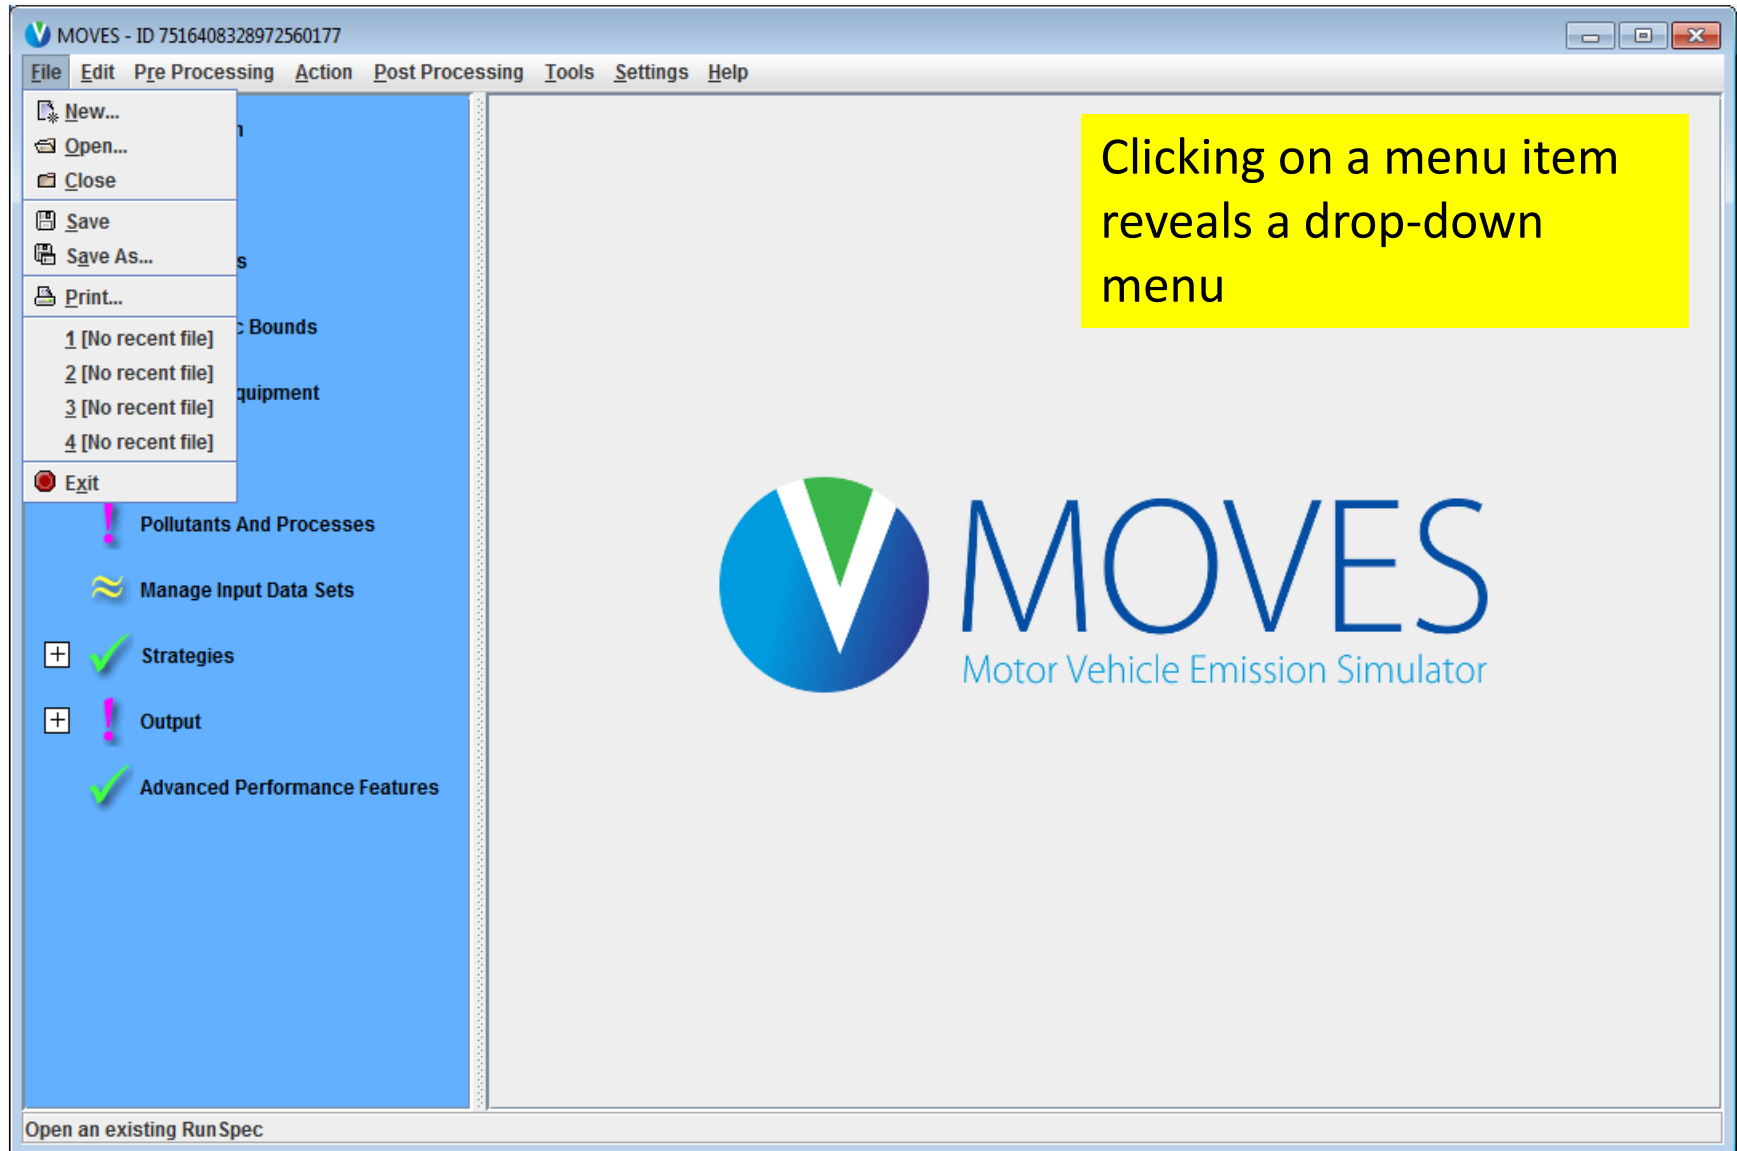 MOVES - ID 7516408328972560177
File Edit Pre Processing Action Post Processing Tools Settings Help
New...
Open...
Close
Save
Save As...
Print...
1 [No recent file]
2 [No recent file]
3 [No recent file]
4 [No recent file]
Exit
Bounds
Pollutants And Processes
Manage Input Data Sets
Strategies
Output
Advanced Performance Features
Clicking on a menu item
reveals a drop-down
menu
MOVES
Motor Vehicle Emission Simulator
Open an existing RunSpec